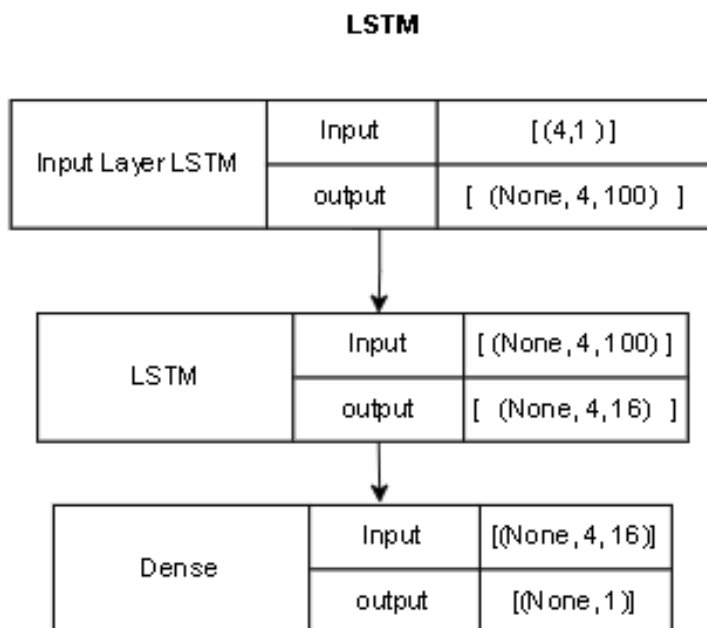 LSTM
Input Layer LSTM
Input
[(4,1 )]
output
[ (None, 4, 100) ]
LSTM
Input
[(None, 4, 100)]
output
[ (None, 4, 16) ]
Dense
Input
[(None, 4, 16)]
output
[(None, 1)]